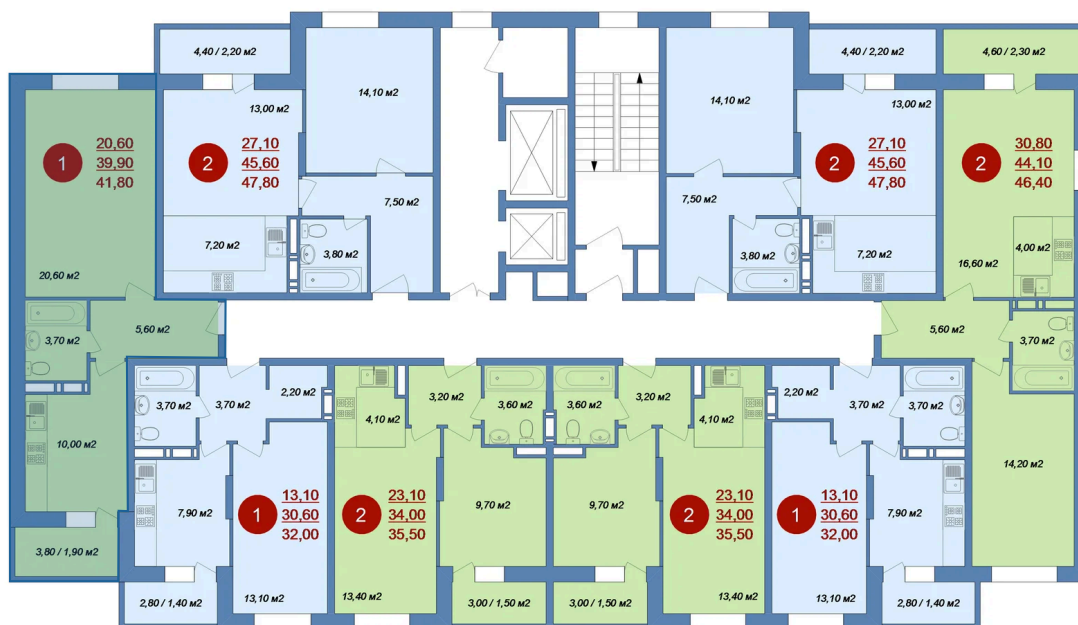 4,40 / 2,20 м2
14,10 м2
13,00 м2
2
27,10
45,60
47,80
7,20 м2
3,80 м2
7,50 м2
1
20,60
39,90
41,80
20,60 м2
3,70 м2
5,60 м2
10,00 м2
3,80 / 1,90 м2
14,10 м2
4,40 / 2,20 м2
13,00 м2
2
27,10
45,60
47,80
7,50 м2
3,80 м2
7,20 м2
4,60 / 2,30 м2
2
30,80
44,10
46,40
4,00 м2
16,60 м2
5,60 м2
3,70 м2
14,20 м2
3,70 м2
3,70 м2
2,20 м2
7,90 м2
1
13,10
30,60
32,00
13,10 м2
2,80 / 1,40 м2
4,10 м2
3,20 м2
3,60 м2
2
23,10
34,00
35,50
9,70 м2
13,40 м2
3,00 / 1,50 м2
3,60 м2
3,20 м2
4,10 м2
9,70 м2
2
23,10
34,00
35,50
13,40 м2
3,00 / 1,50 м2
2,20 м2
3,70 м2
3,70 м2
1
13,10
30,60
32,00
7,90 м2
13,10 м2
2,80 / 1,40 м2